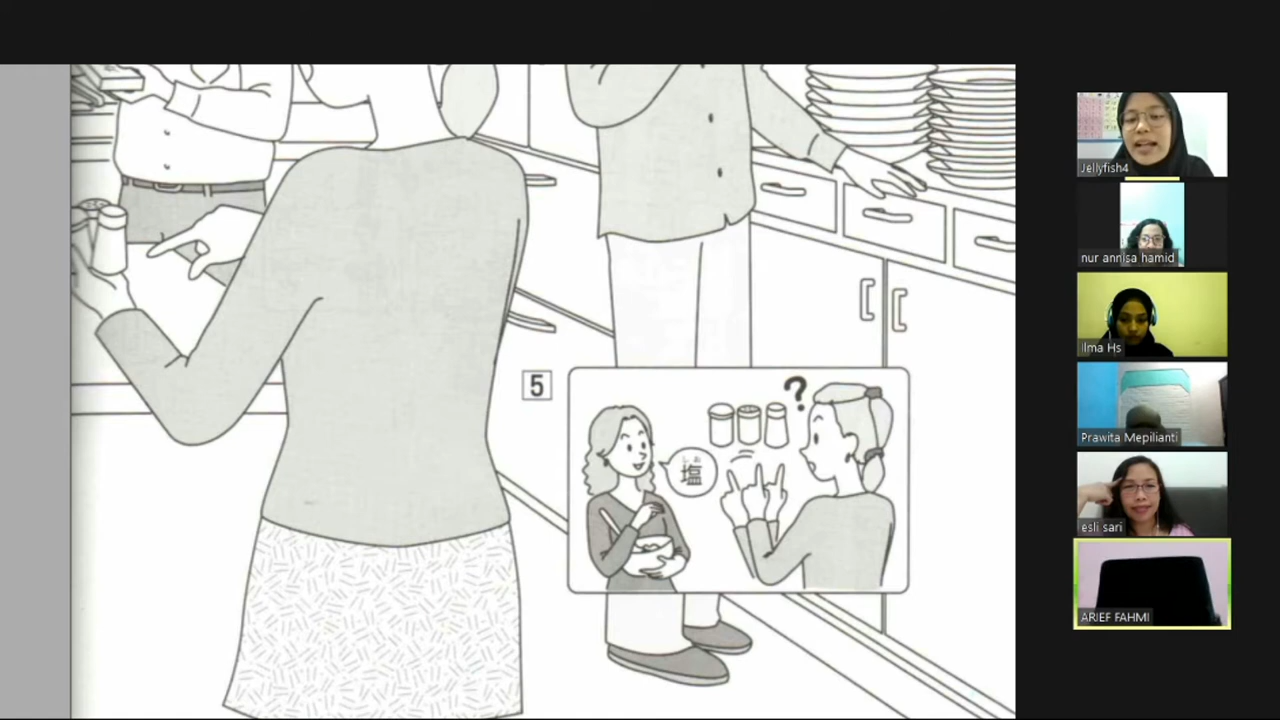 5
?
しお
塩
Jellyfish4
nur annisa hamid
Ilma Hs
Prawita Mepilianti
esli sari
ARIEF FAHMI